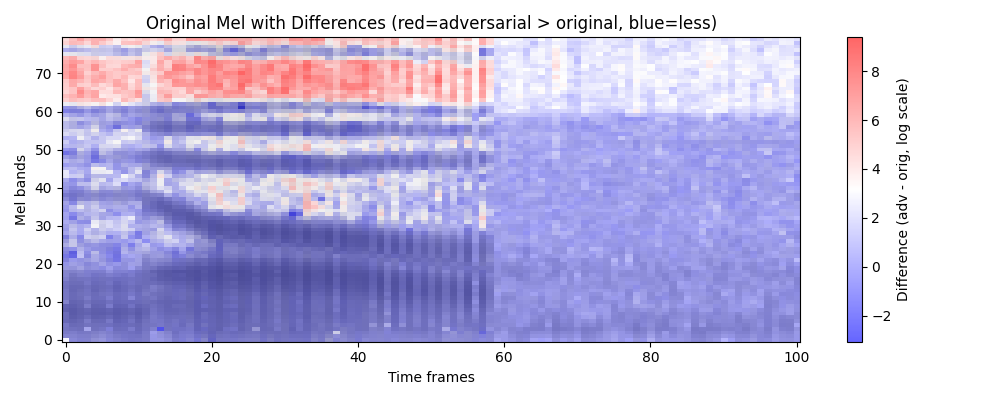 Original Mel with Differences (red=adversarial > original, blue=less)
Mel bands
70
60
50
40
30
20
10
0
0 20 40 60 80 100
Time frames
8
6
4
2
0
−2
Difference (adv - orig, log scale)